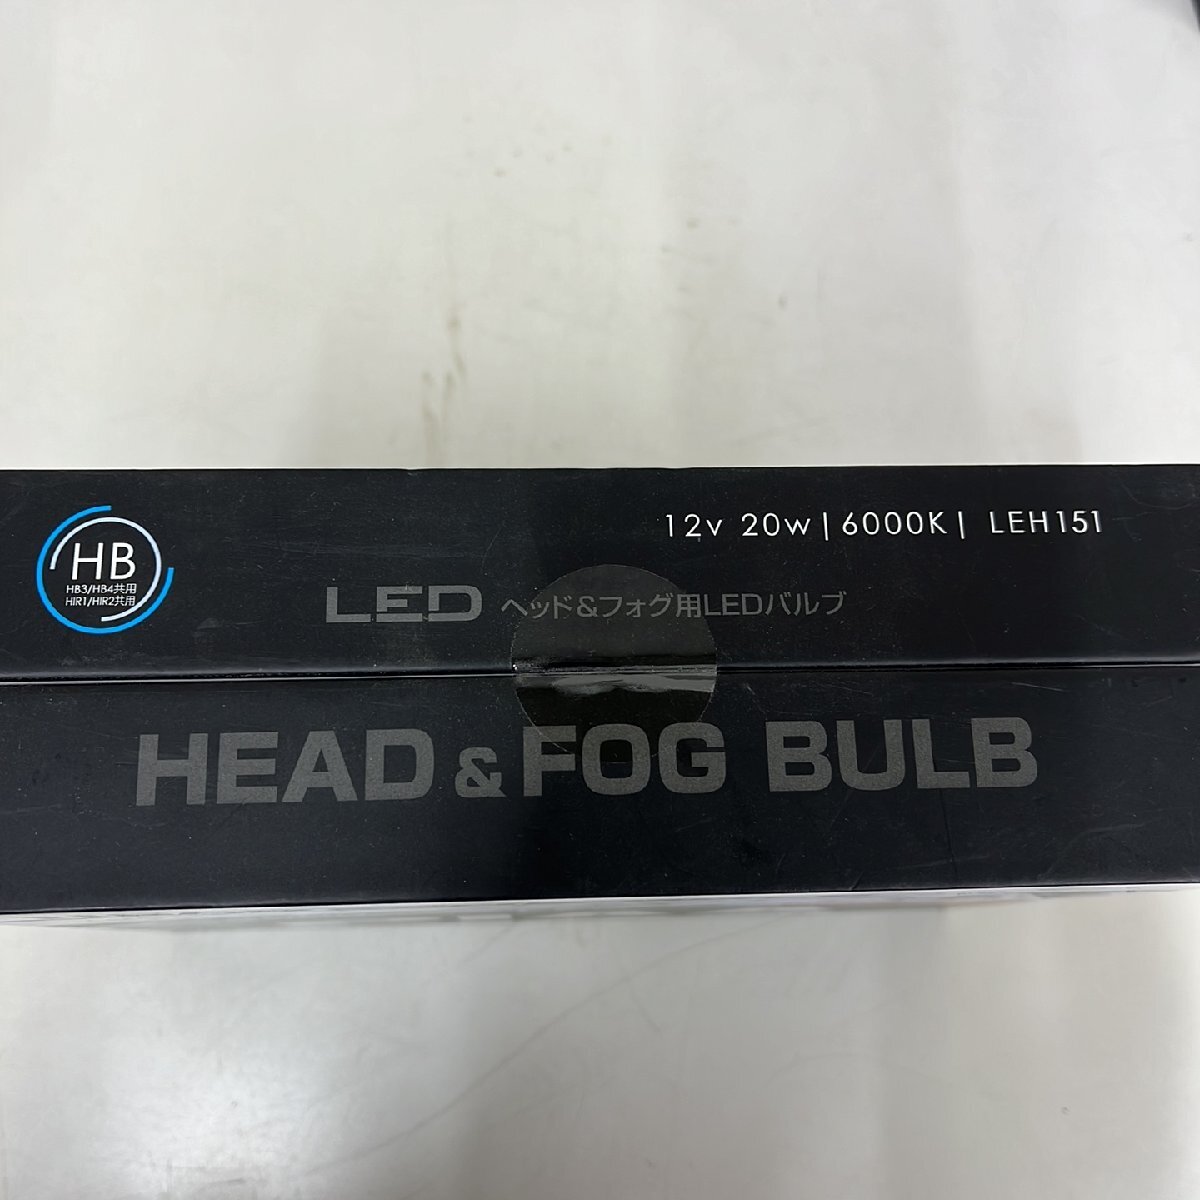 HB
HB3/HB4共用
HIR1/HIR2共用
12v 20w | 6000K | LEH151
LED ヘッド&フォグ用LEDバルブ
HEAD & FOG BULB